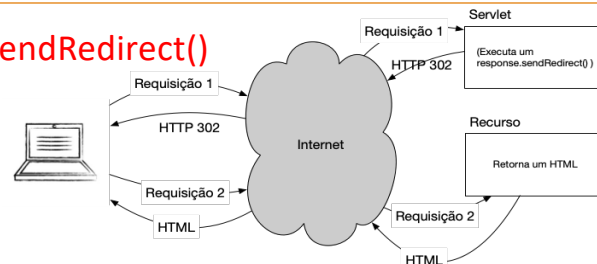 endRedirect()
Requisição 1
HTTP 302
Requisição 2
HTML
Internet
Requisição 1
HTTP 302
Servlet
(Executa um
response.sendRedirect() )
Recurso
Retorna um HTML
Requisição 2
HTML